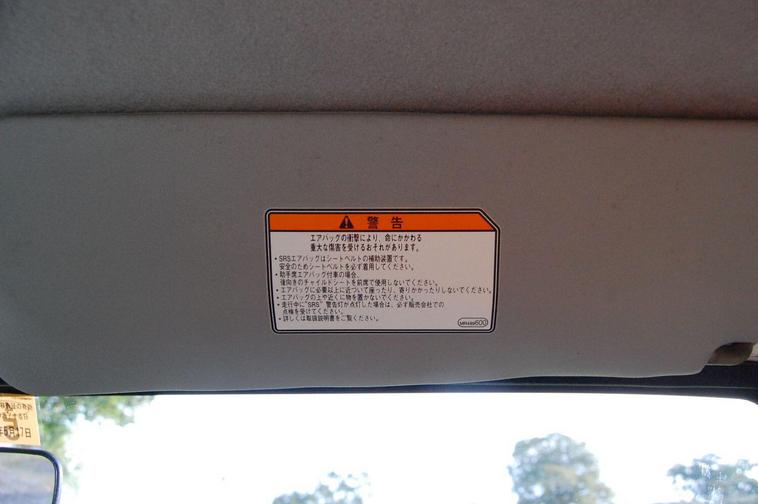 警告
エアバッグの衝撃により、命にかかわる
重大な傷害を受けるおそれがあります。
・SRSエアバッグはシートベルトの補助装置です。
安全のためシートベルトを必ず着用してください。
・助手席エアバッグ付車の場合、
後向きのチャイルドシートを前席で使用しないでください。
・エアバッグに必要以上に近づいて座ったり、寄りかかったりしないでください。
・エアバッグの上や近くに物を置かないでください。
・走行中に"SRS"警告灯が点灯した場合は、必ず販売会社での
点検を受けてください。
・詳しくは取扱説明書をご覧ください。